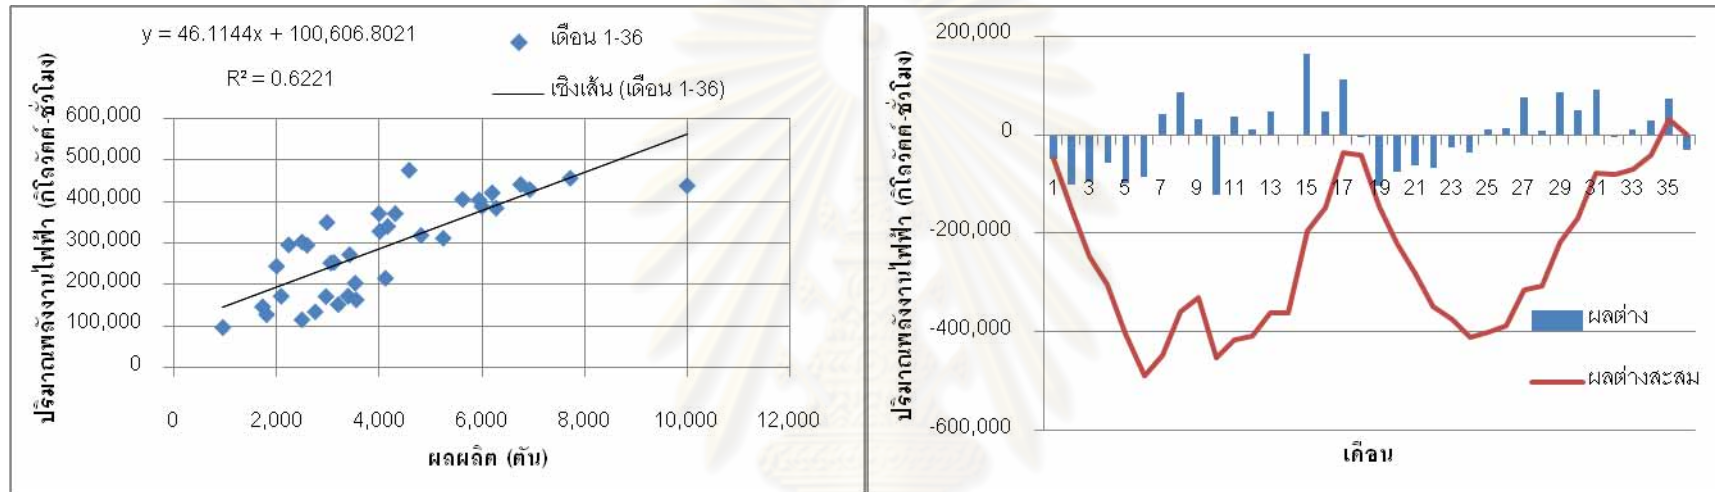 y = 46.1144x + 100,606.8021
R² = 0.6221
เดือน 1-36
เชิงเส้น (เดือน 1-36)
ปริมาณพลังงานไฟฟ้า (กิโลวัตต์-ชั่วโมง)
600,000
500,000
400,000
300,000
200,000
100,000
0
0 2,000 4,000 6,000 8,000 10,000 12,000
ผลผลิต (ตัน)
ปริมาณพลังงานไฟฟ้า (กิโลวัตต์-ชั่วโมง)
200,000
0
-200,000
-400,000
-600,000
1 3 5 7 9 11 13 15 17 19 21 23 25 27 29 31 33 35
ผลต่าง
ผลต่างสะสม
เดือน